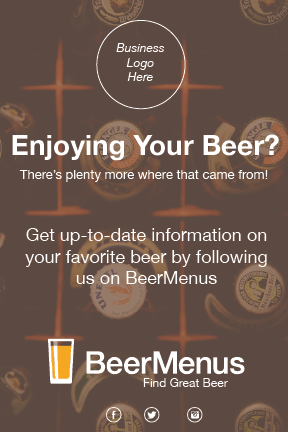 Business
Logo
Here
Enjoying Your Beer?
There's plenty more where that came from!
Get up-to-date information on
your favorite beer by following
us on BeerMenus
BeerMenus
Find Great Beer